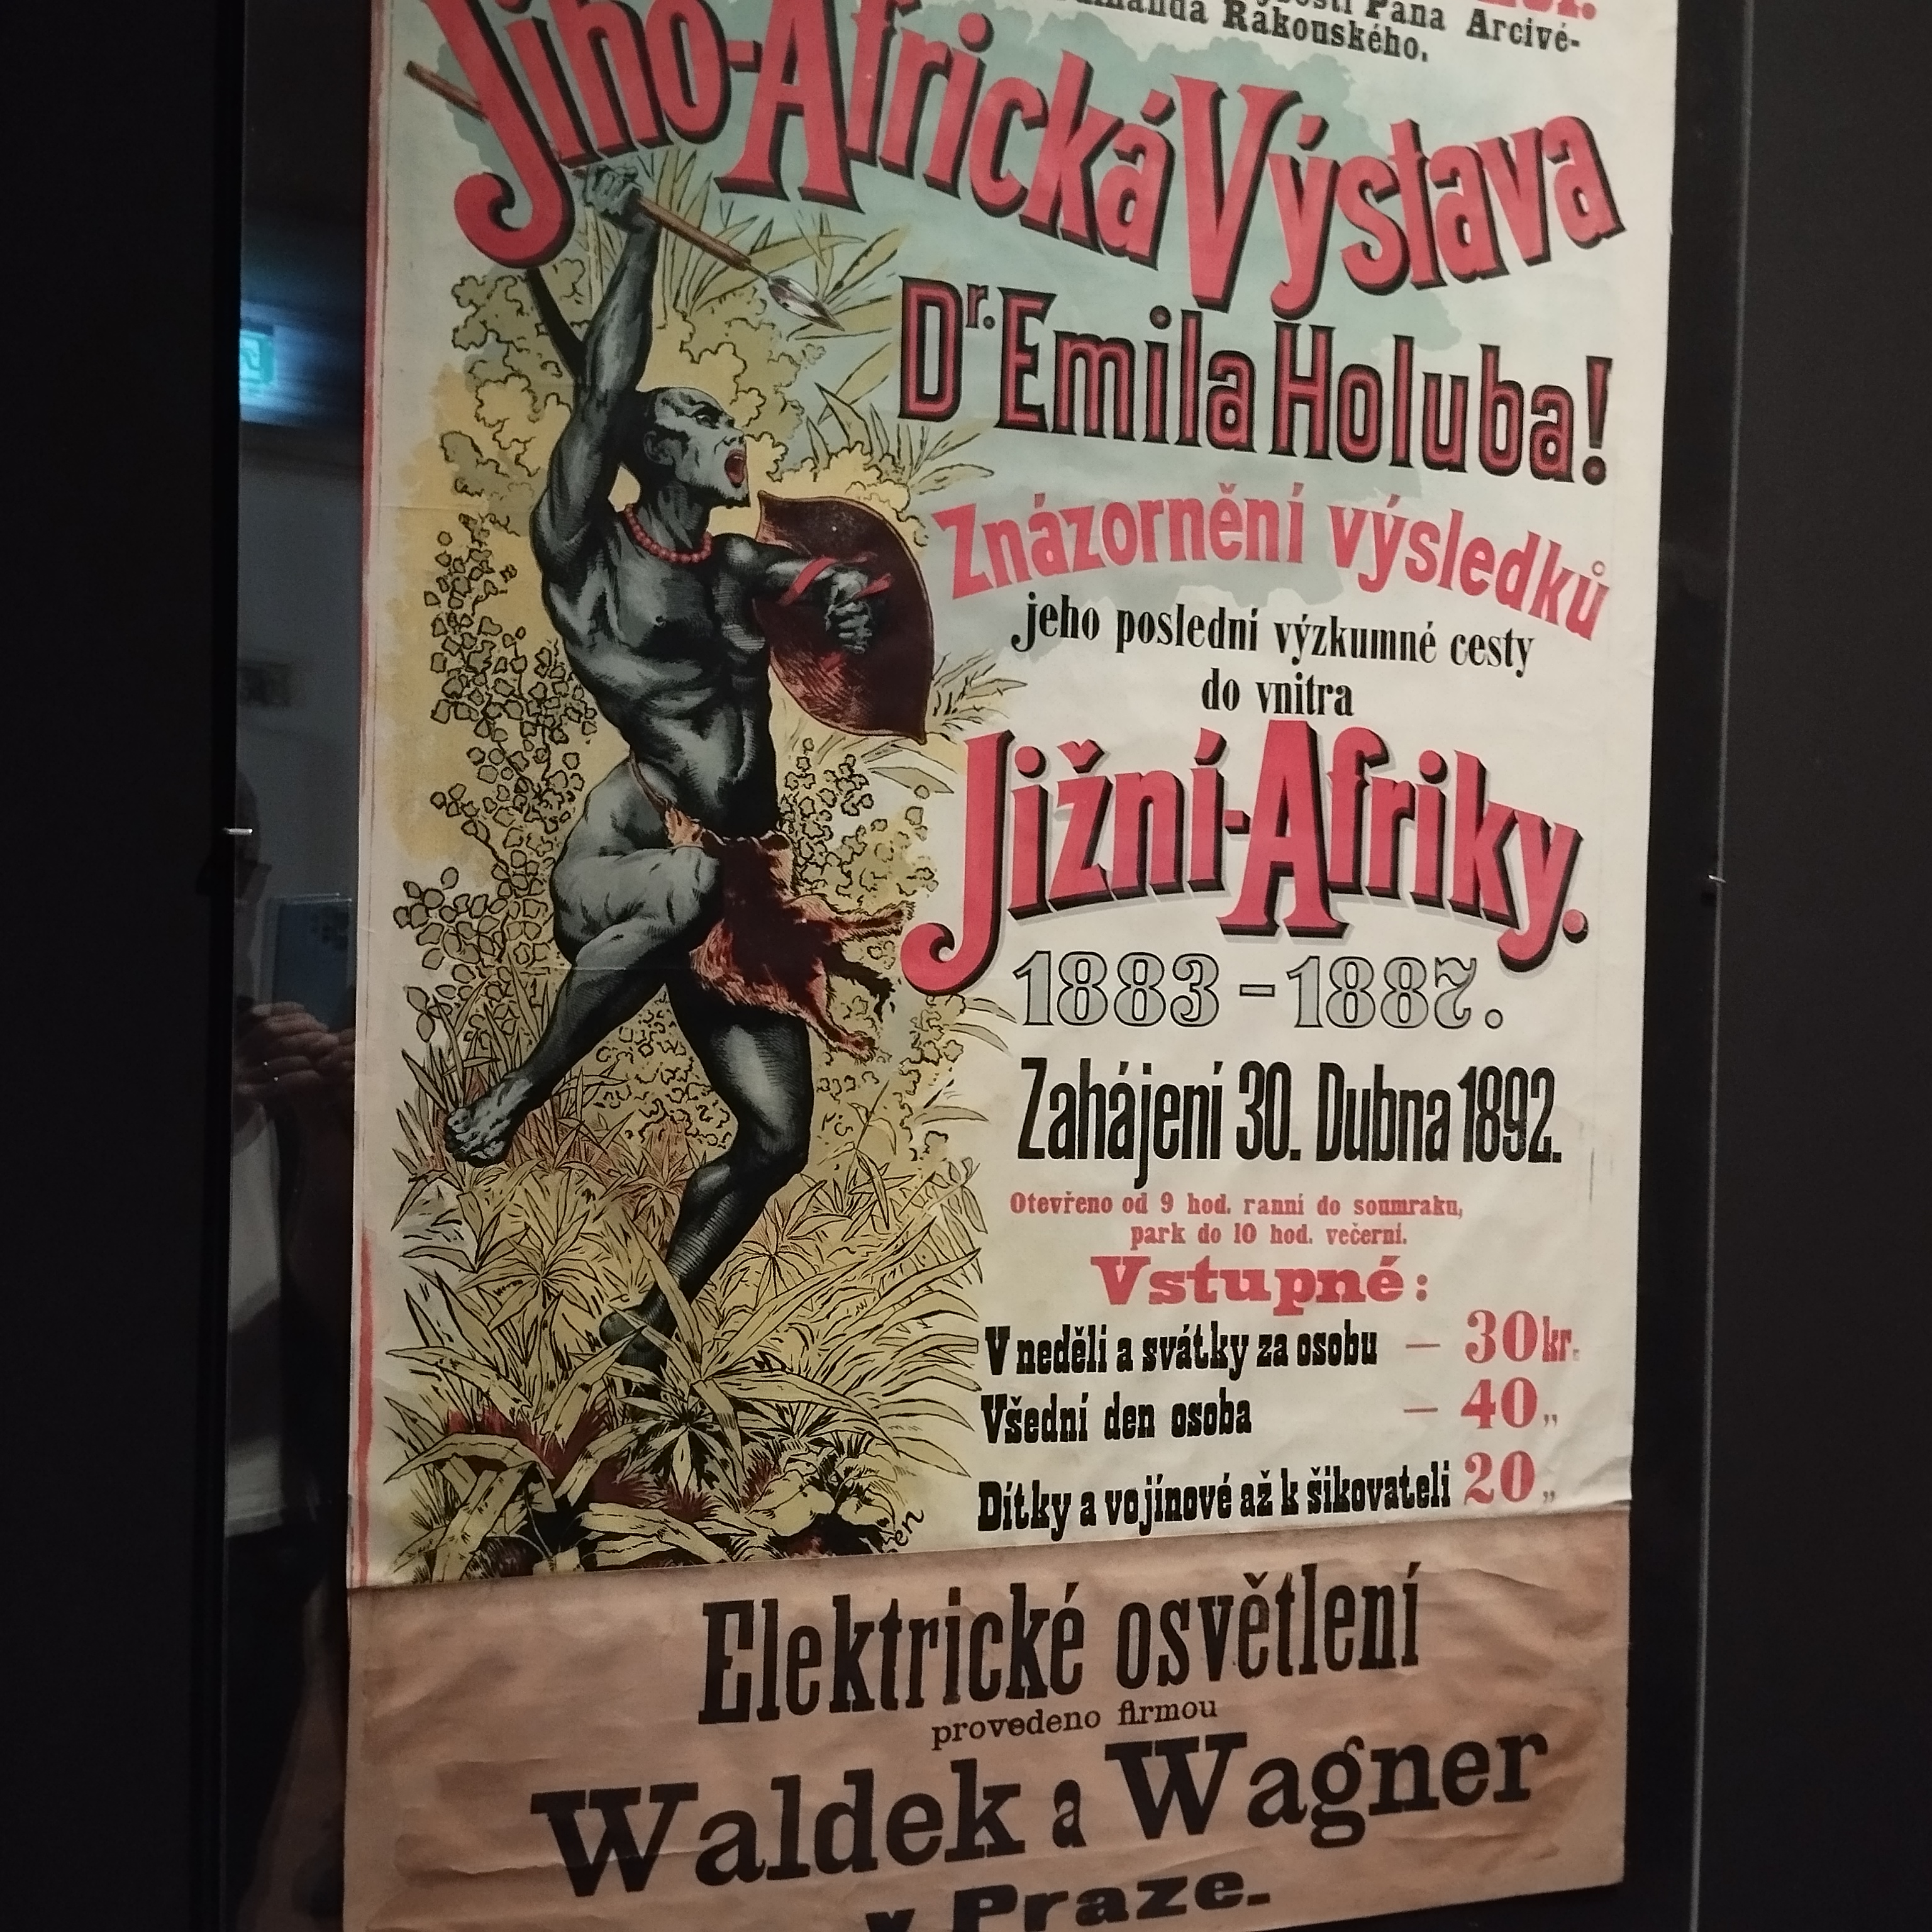 Pana Arcivé-
Rakouského.
Jiho-Africká Výstava
Dr. Emila Holuba!
Znázornění výsledků
jeho poslední výzkumné cesty
do vnitra
Jižní-Afriky.
1883-1887.
Zahájení 30. Dubna 1892.
Otevřeno od 9 hod. ranní do soumraku,
park do 10 hod. večerní.
Vstupné:
V neděli a svátky za osobu — 30 kr.
Všední den osoba — 40 „
Dítky a vojínové až k šikovateli 20 „
Elektrické osvětlení
provedeno firmou
Waldek a Wagner
v Praze.